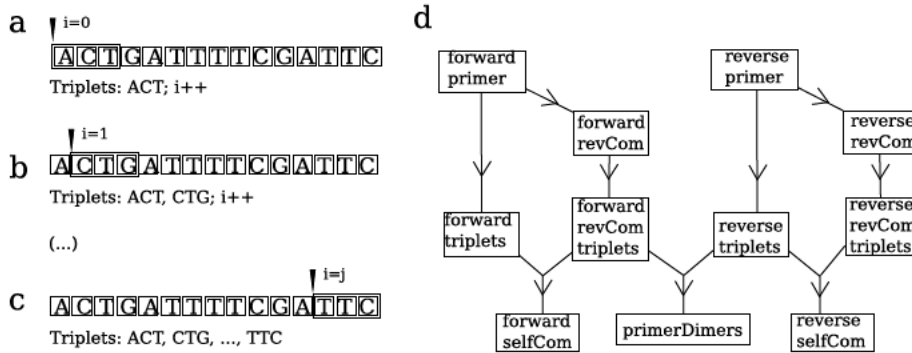 a
i=0
ACTGATTTTCGATTC
Triplets: ACT; i++
b
i=1
ACTGATTTTCGATTC
Triplets: ACT, CTG; i++
(...)
c
i=j
ACTGATTTTCGATTC
Triplets: ACT, CTG, ..., TTC
d
forward
primer
reverse
primer
forward
revCom
reverse
revCom
forward
triplets
forward
revCom
triplets
reverse
triplets
reverse
revCom
triplets
forward
selfCom
primerDimers
reverse
selfCom